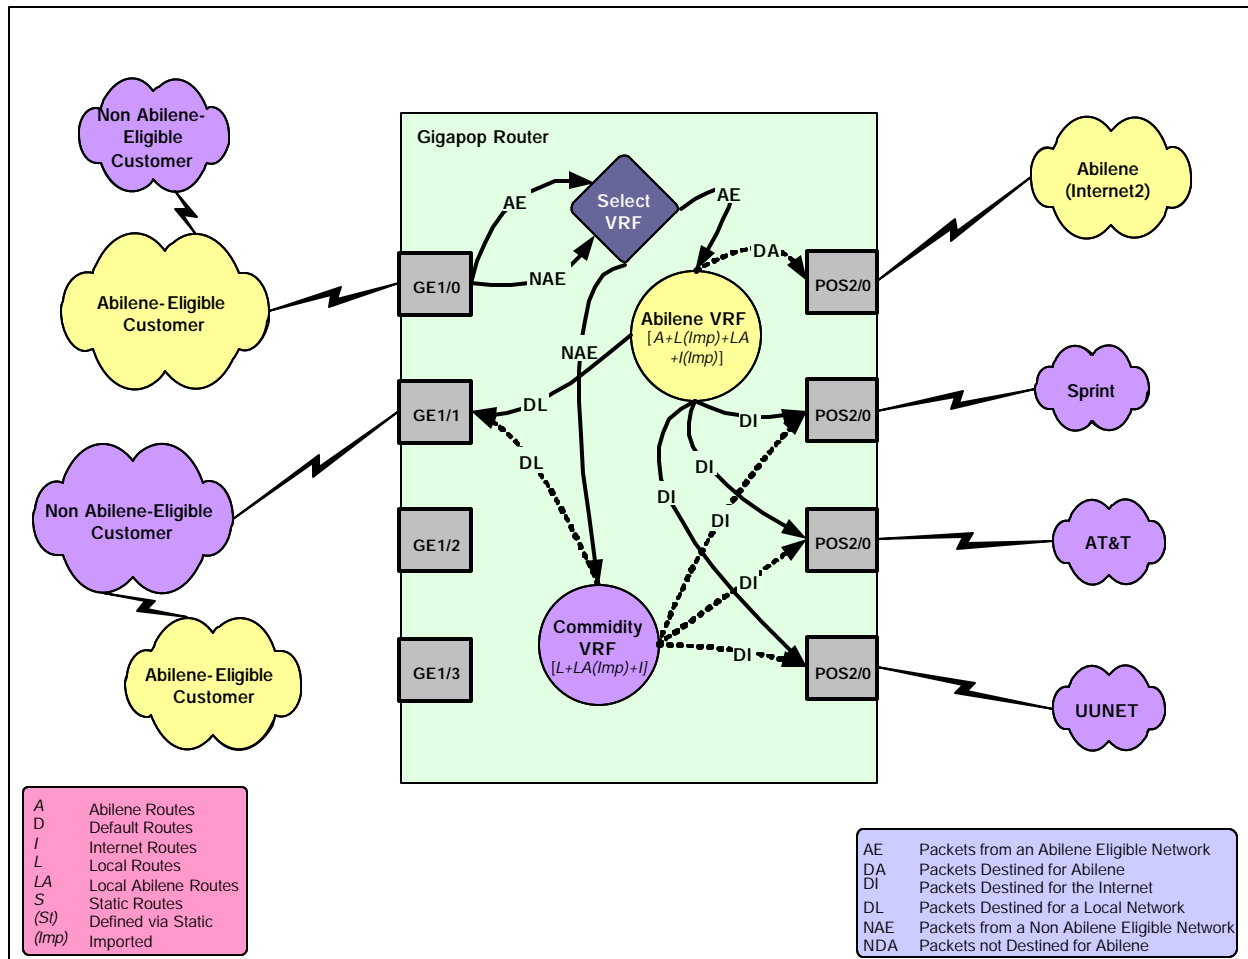 Non Abilene-
Eligible
Customer
Abilene-Eligible
Customer
Non Abilene-Eligible
Customer
Abilene-Eligible
Customer
Gigapop Router
GE1/0
GE1/1
GE1/2
GE1/3
Select
VRF
AE
NAE
AE
DA
NAE
Abilene VRF
[A+L(Imp)+LA
+I(Imp)]
DL
DL
DI
DI
DI
DI
DI
DI
Commidity
VRF
[L+LA(Imp)+I]
POS2/0
POS2/0
POS2/0
POS2/0
Abilene
(Internet2)
Sprint
AT&T
UUNET
A Abilene Routes
D Default Routes
I Internet Routes
L Local Routes
LA Local Abilene Routes
S Static Routes
(St) Defined via Static
(Imp) Imported
AE Packets from an Abilene Eligible Network
DA Packets Destined for Abilene
DI Packets Destined for the Internet
DL Packets Destined for a Local Network
NAE Packets from a Non Abilene Eligible Network
NDA Packets not Destined for Abilene